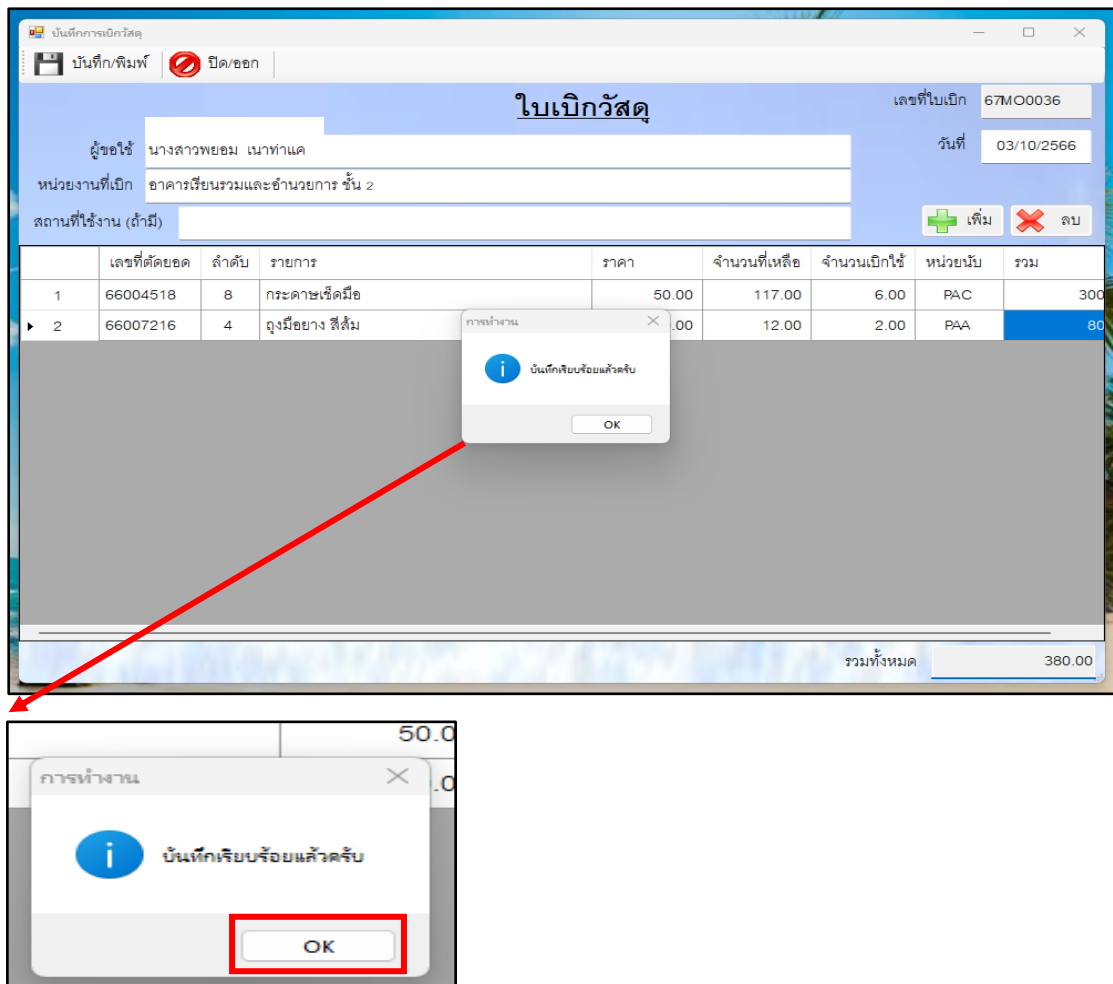 บันทึกการเบิกวัสดุ
บันทึก/พิมพ์ ปิด/ออก
ใบเบิกวัสดุ
เลขที่ใบเบิก 67MO0036
ผู้ขอใช้ นางสาวพยอม เนาท่าแค
วันที่ 03/10/2566
หน่วยงานที่เบิก อาคารเรียนรวมและอำนวยการ ชั้น 2
สถานที่ใช้งาน (ถ้ามี)
เพิ่ม ลบ
เลขที่ตัดยอด ลำดับ รายการ ราคา จำนวนที่เหลือ จำนวนเบิกใช้ หน่วยนับ รวม
1 66004518 8 กระดาษเช็ดมือ 50.00 117.00 6.00 PAC 300
2 66007216 4 ถุงมือยาง สีส้ม .00 12.00 2.00 PAA 80
การทำงาน
บันทึกเรียบร้อยแล้วครับ
OK
รวมทั้งหมด 380.00
50.0
.0
การทำงาน
บันทึกเรียบร้อยแล้วครับ
OK